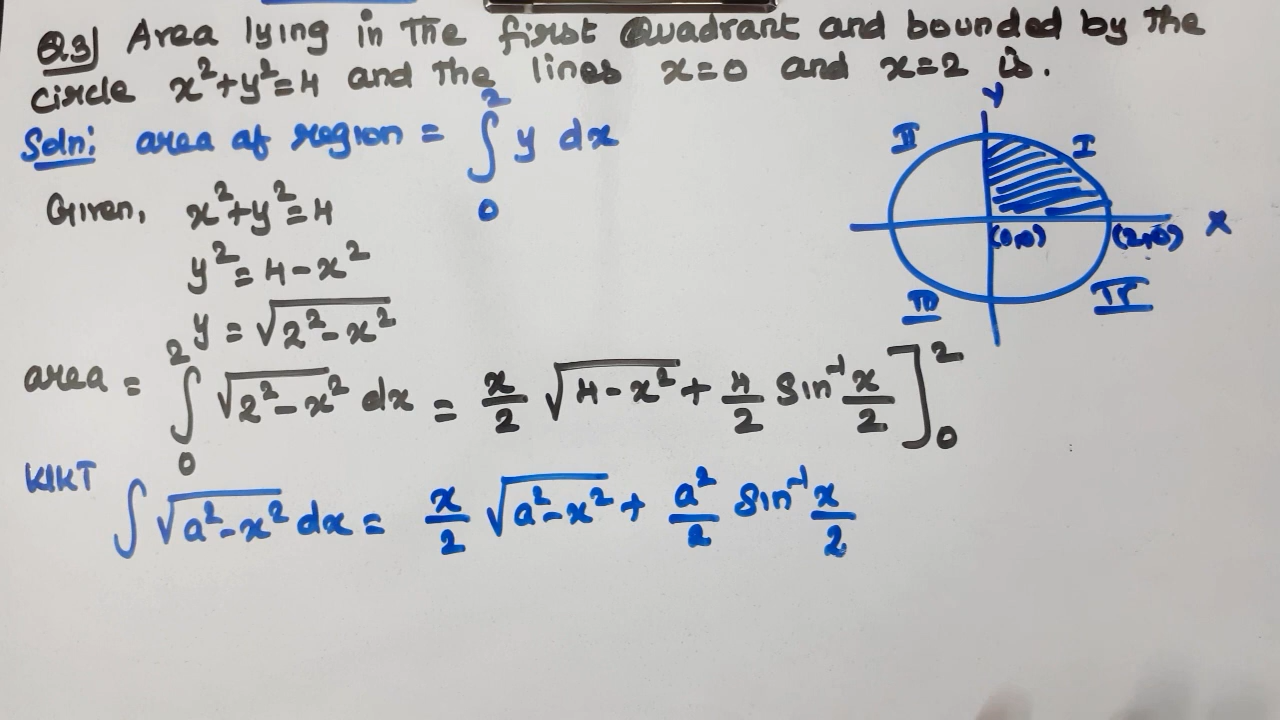 Q.3) Area lying in the first Quadrant and bounded by the
circle x²+y²=4 and the lines x=0 and x=2 is.
Soln: area of region = ∫₀² y dx
Given, x²+y²=4
y²=4-x²
y=√(2²-x²)
area = ∫₀² √(2²-x²) dx = x/2 √(4-x²) + 4/2 Sin⁻¹ x/2 ]₀²
KIKT
∫ √(a²-x²) dx = x/2 √(a²-x²) + a²/2 Sin⁻¹ x/2
Y
II
I
(0,0)
(2,0)
X
III
IV